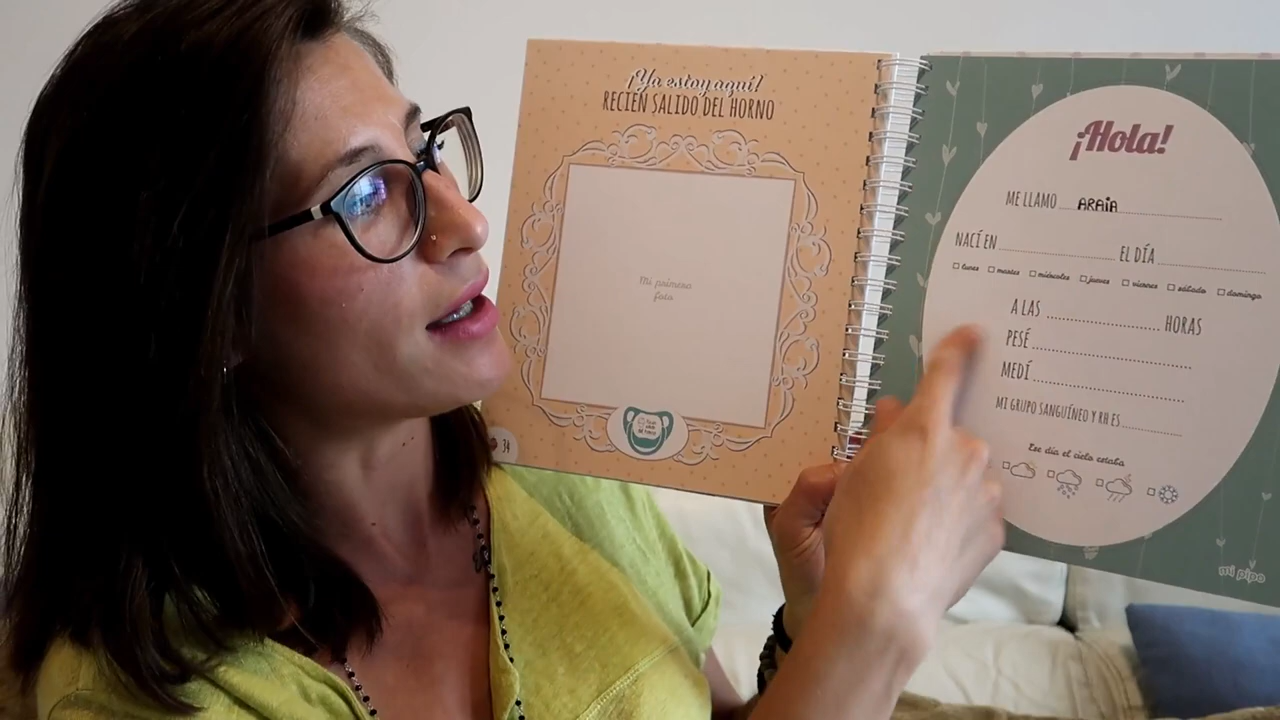 ¡Ya estoy aquí!
RECIÉN SALIDO DEL HORNO
Mi primera
foto
34
¡Hola!
ME LLAMO ARAIA
NACÍ EN EL DÍA
lunes martes miércoles jueves viernes sábado domingo
A LAS HORAS
PESÉ
MEDÍ
MI GRUPO SANGUÍNEO Y RH ES
Ese día el cielo estaba
mi pipo